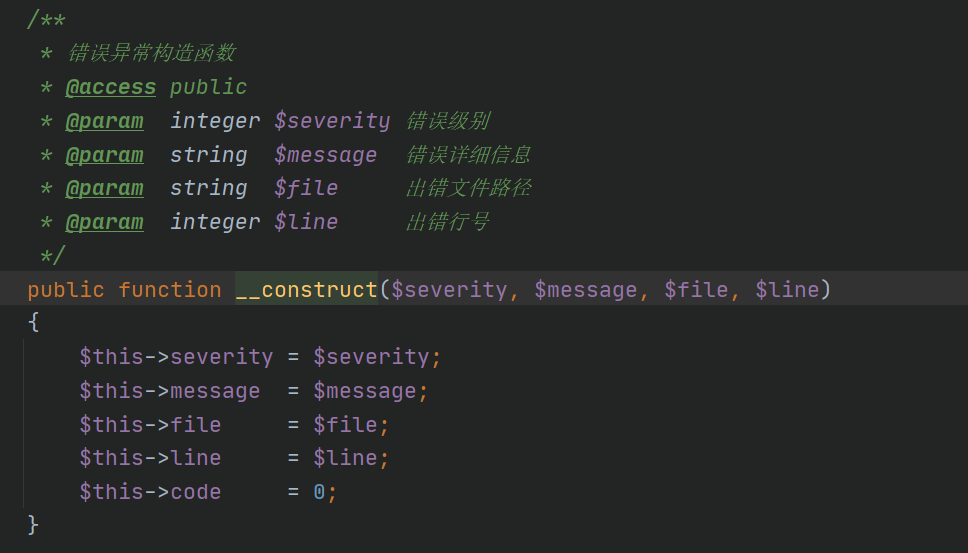 /**
 * 错误异常构造函数
 * @access public
 * @param  integer $severity 错误级别
 * @param  string  $message  错误详细信息
 * @param  string  $file     出错文件路径
 * @param  integer $line     出错行号
 */
public function __construct($severity, $message, $file, $line)
{
    $this->severity = $severity;
    $this->message  = $message;
    $this->file     = $file;
    $this->line     = $line;
    $this->code     = 0;
}